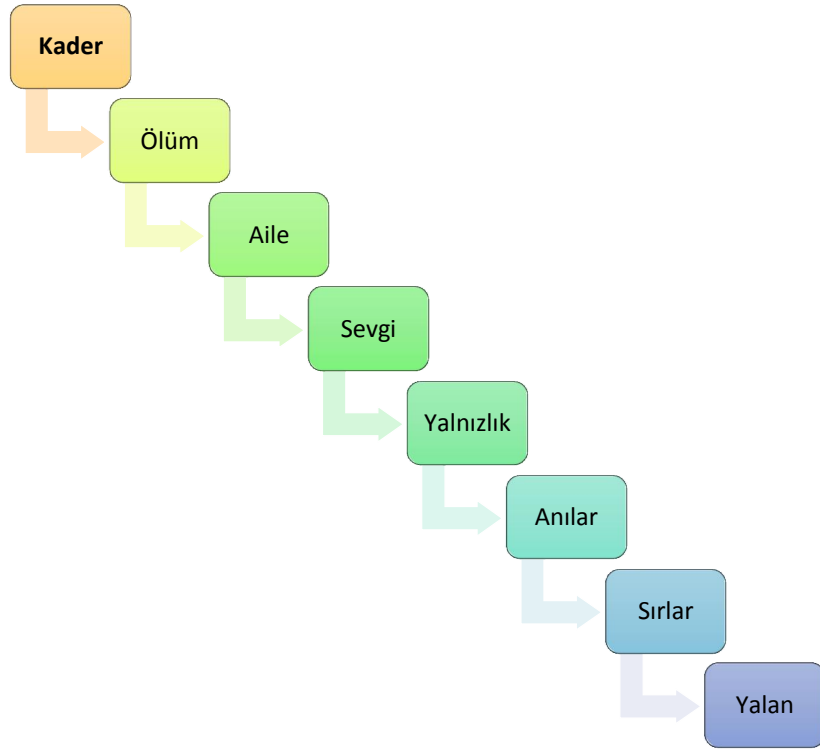 Kader
Ölüm
Aile
Sevgi
Yalnızlık
Anılar
Sırlar
Yalan